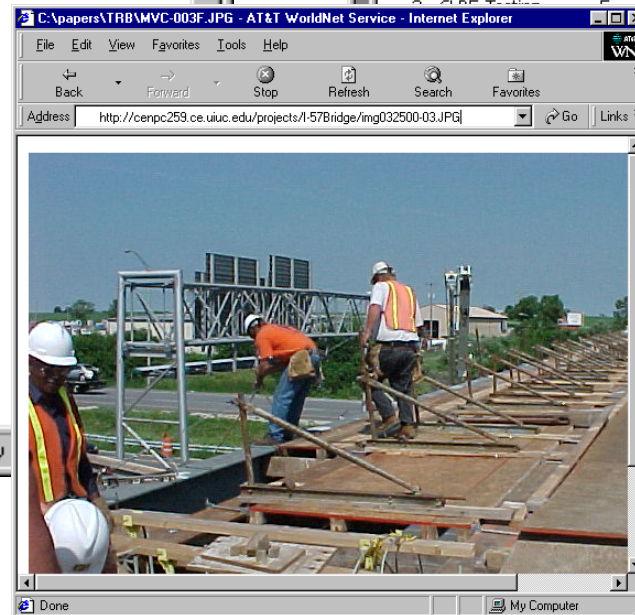 C:\papers\TRB\MVC-003F.JPG - AT&T WorldNet Service - Internet Explorer
File Edit View Favorites Tools Help
Back Forward Stop Refresh Search Favorites
Address http://cenpc259.ce.uiuc.edu/projects/I-57Bridge/img032500-03.JPG Go Links
Done My Computer